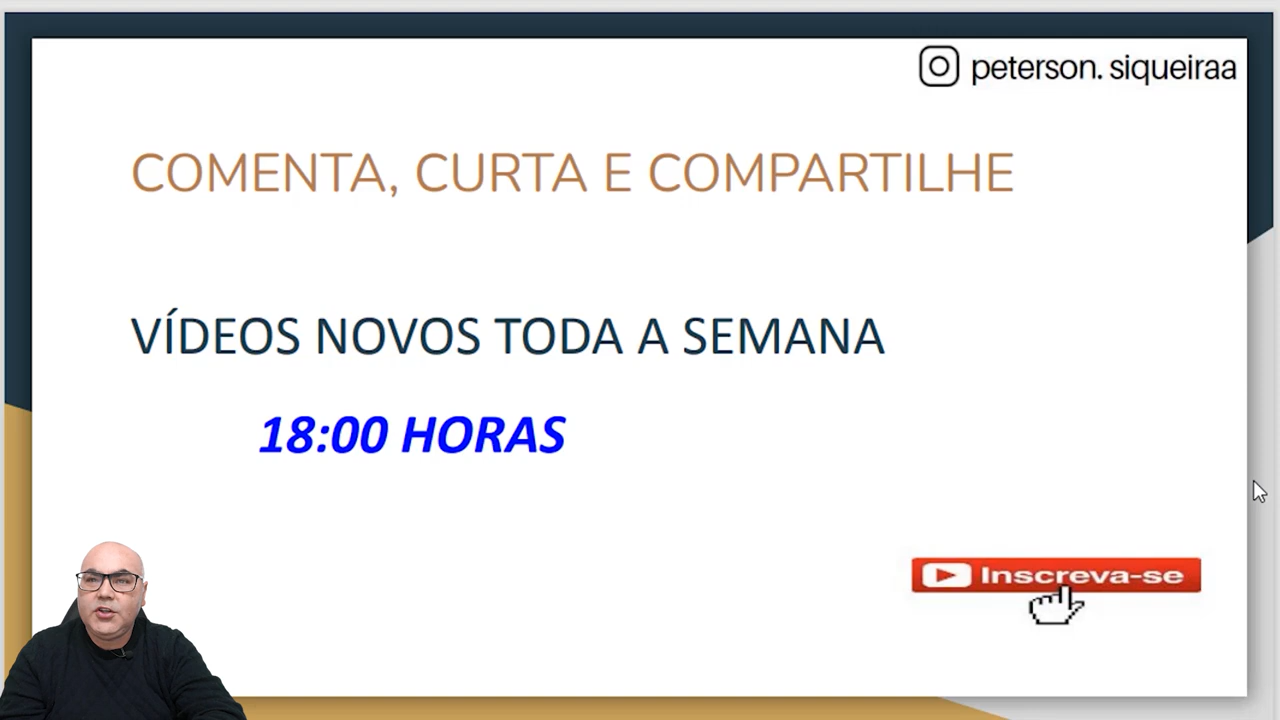 peterson. siqueiraa
COMENTA, CURTA E COMPARTILHE
VÍDEOS NOVOS TODA A SEMANA
18:00 HORAS
Inscreva-se